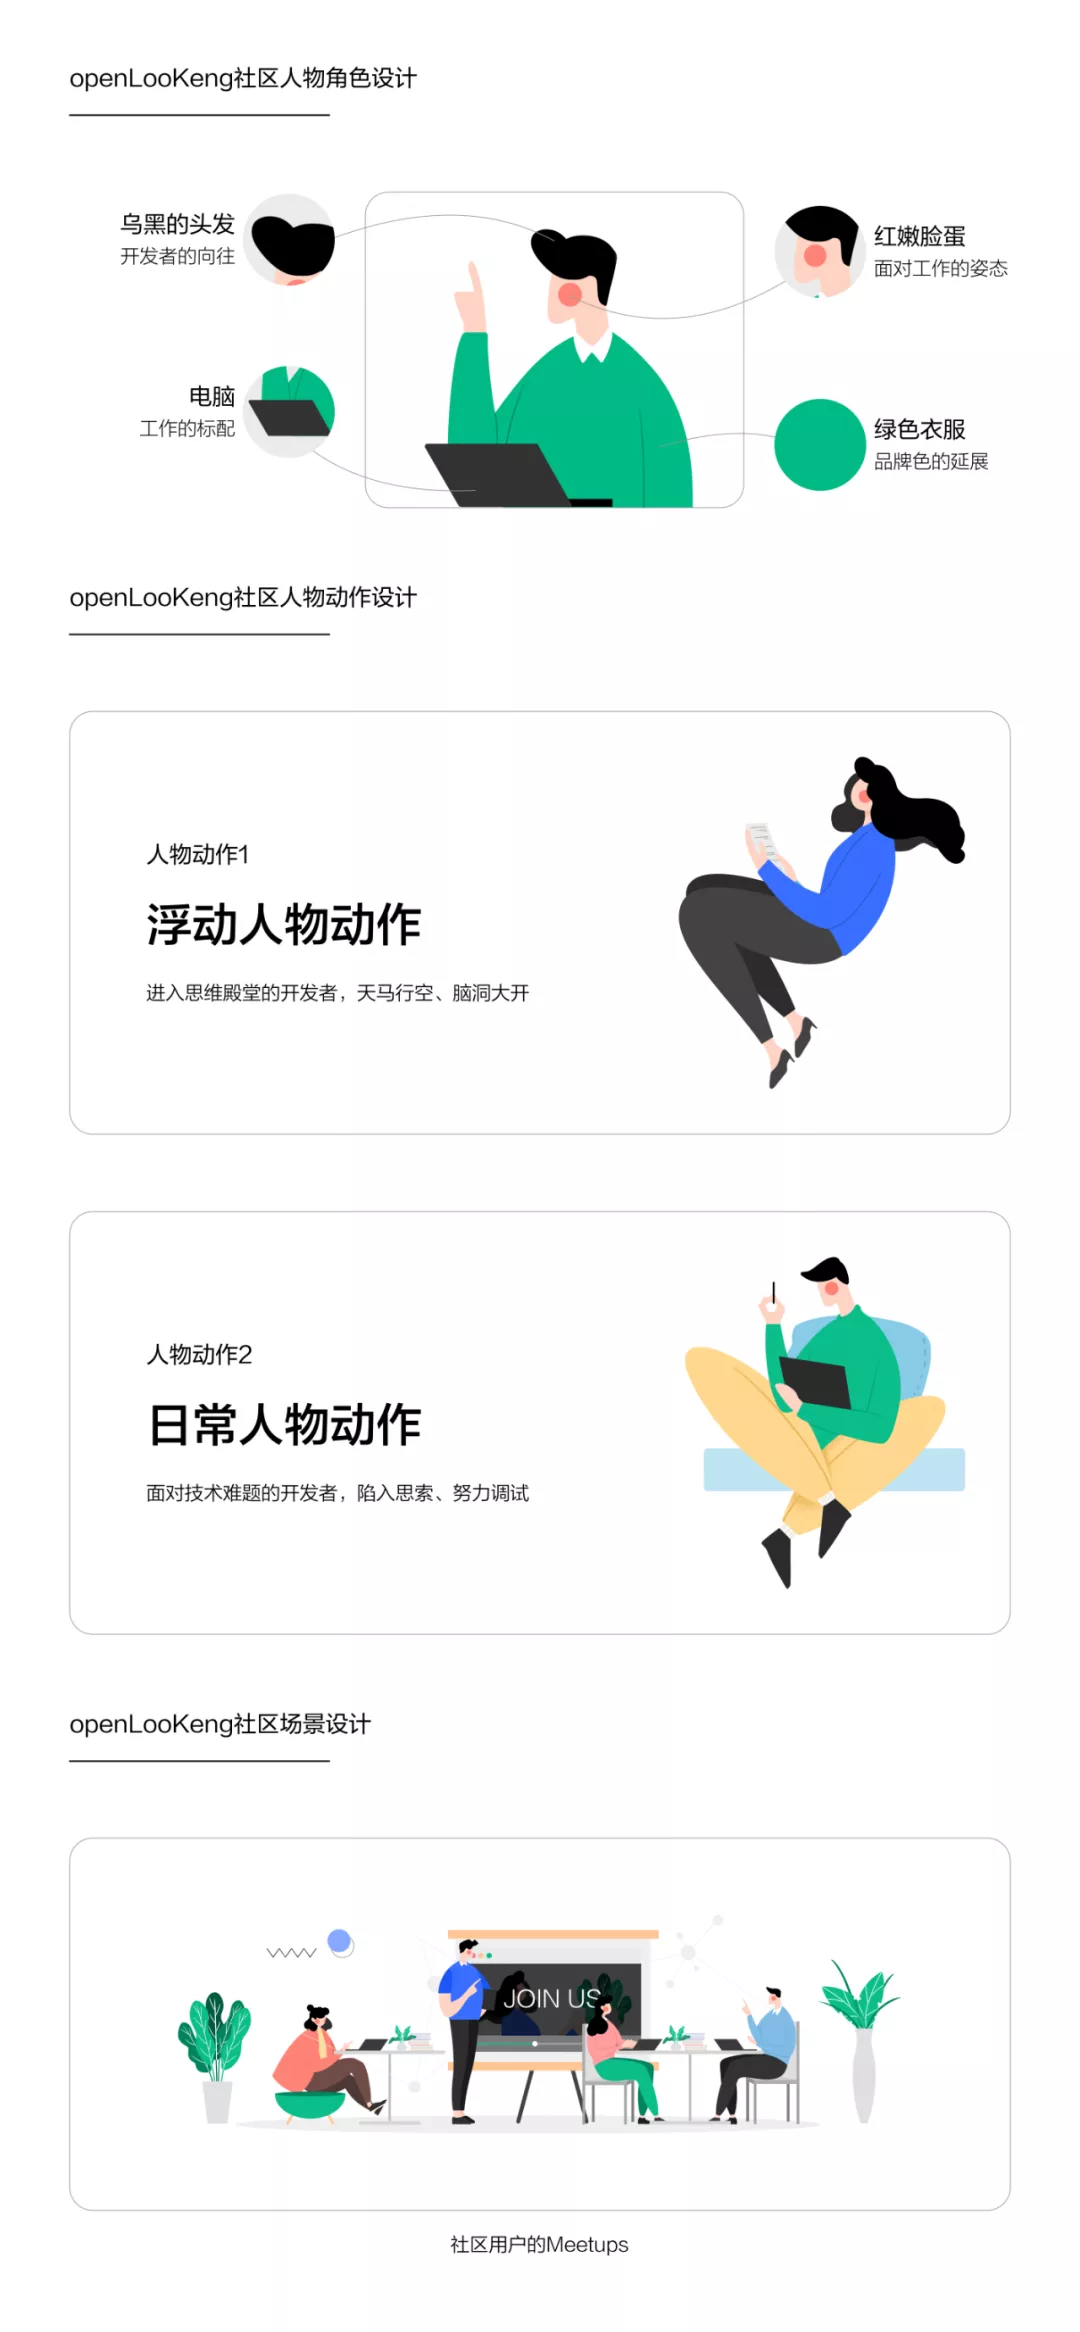 openLooKeng社区人物角色设计
乌黑的头发
开发者的向往
红嫩脸蛋
面对工作的姿态
电脑
工作的标配
绿色衣服
品牌色的延展
openLooKeng社区人物动作设计
人物动作1
浮动人物动作
进入思维殿堂的开发者，天马行空、脑洞大开
人物动作2
日常人物动作
面对技术难题的开发者，陷入思索、努力调试
openLooKeng社区场景设计
JOIN US
社区用户的Meetups